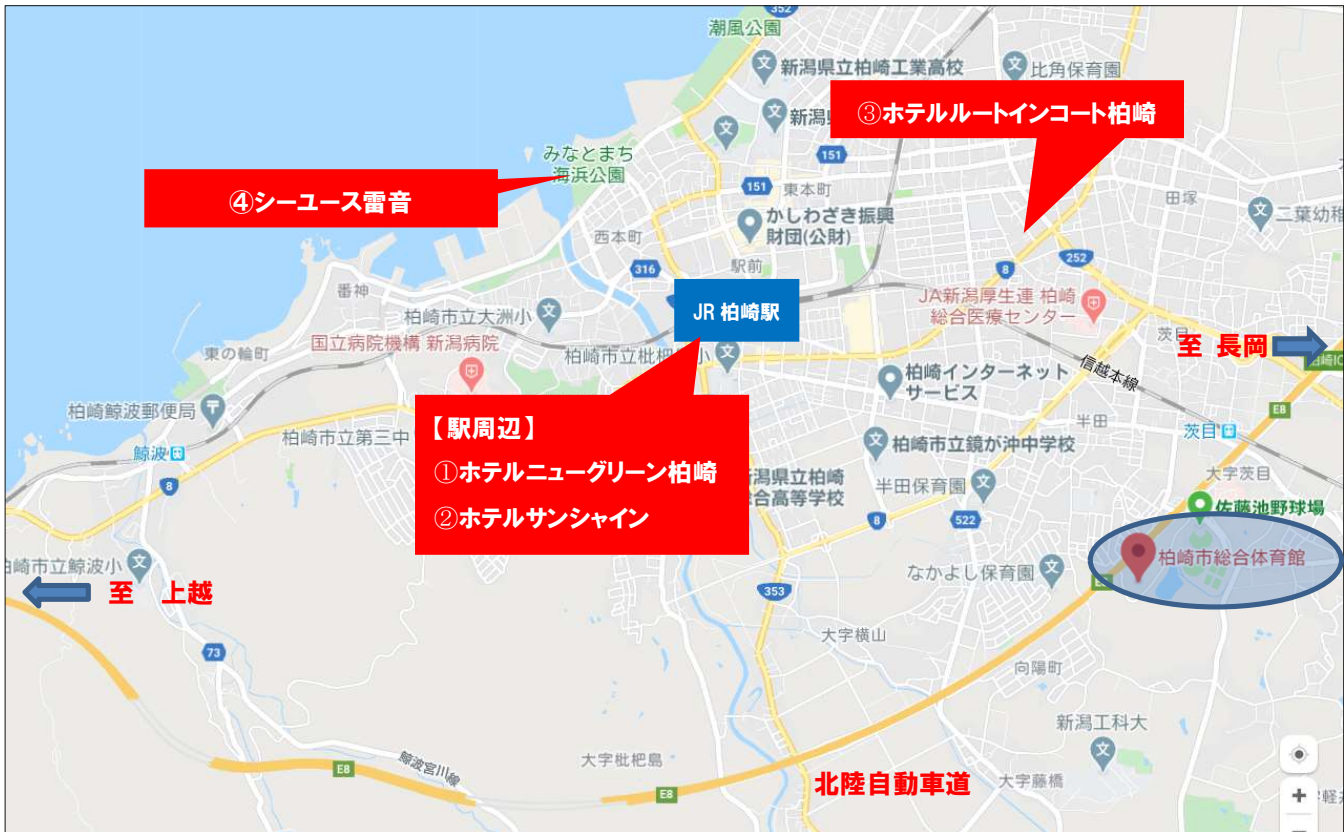 352
潮風公園
新潟県立柏崎工業高校
比角保育園
③ホテルルートインコート柏崎
新潟
151
みなとまち
海浜公園
151
東本町
田塚
④シーユース雷音
かしわざき振興
財団(公財)
二葉幼稚
西本町
316
駅前
8
252
番神
JR 柏崎駅
JA新潟厚生連 柏崎
総合医療センター
柏崎市立大洲小
国立病院機構 新潟病院
東の輪町
柏崎市立枇杷
小
茨目
至 長岡
柏崎IC
信越本線
柏崎インターネット
サービス
柏崎鯨波郵便局
E8
【駅周辺】
①ホテルニューグリーン柏崎
②ホテルサンシャイン
柏崎市立第三中
半田
茨目
鯨波
柏崎市立鏡が沖中学校
大字茨目
8
潟県立柏崎
総合高等学校
半田保育園
佐藤池野球場
8
522
柏崎市総合体育館
崎市立鯨波小
なかよし保育園
E8
至 上越
353
大字横山
73
向陽町
新潟工科大
鯨波宮川線
大字枇杷島
E8
北陸自動車道
大字藤橋
E8